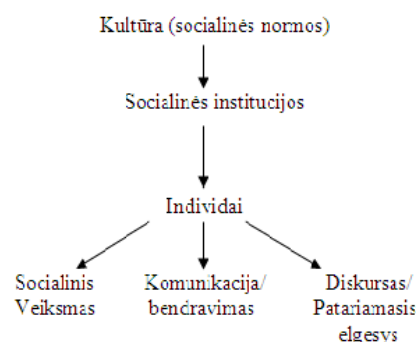 Kultūra (socialinės normos)
Socialinės institucijos
Individai
Socialinis
Veiksmas
Komunikacija/
bendravimas
Diskursas/
Patariamasis
elgesys